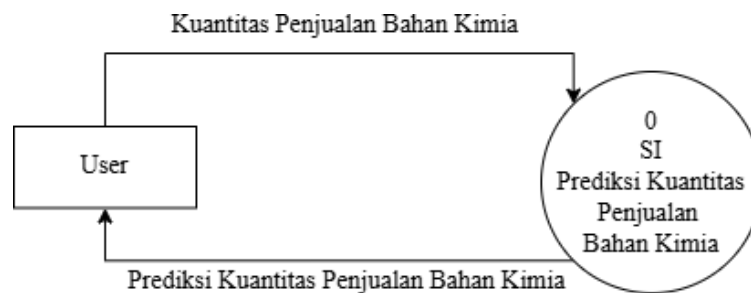 Kuantitas Penjualan Bahan Kimia
User
0
SI
Prediksi Kuantitas
Penjualan
Bahan Kimia
Prediksi Kuantitas Penjualan Bahan Kimia